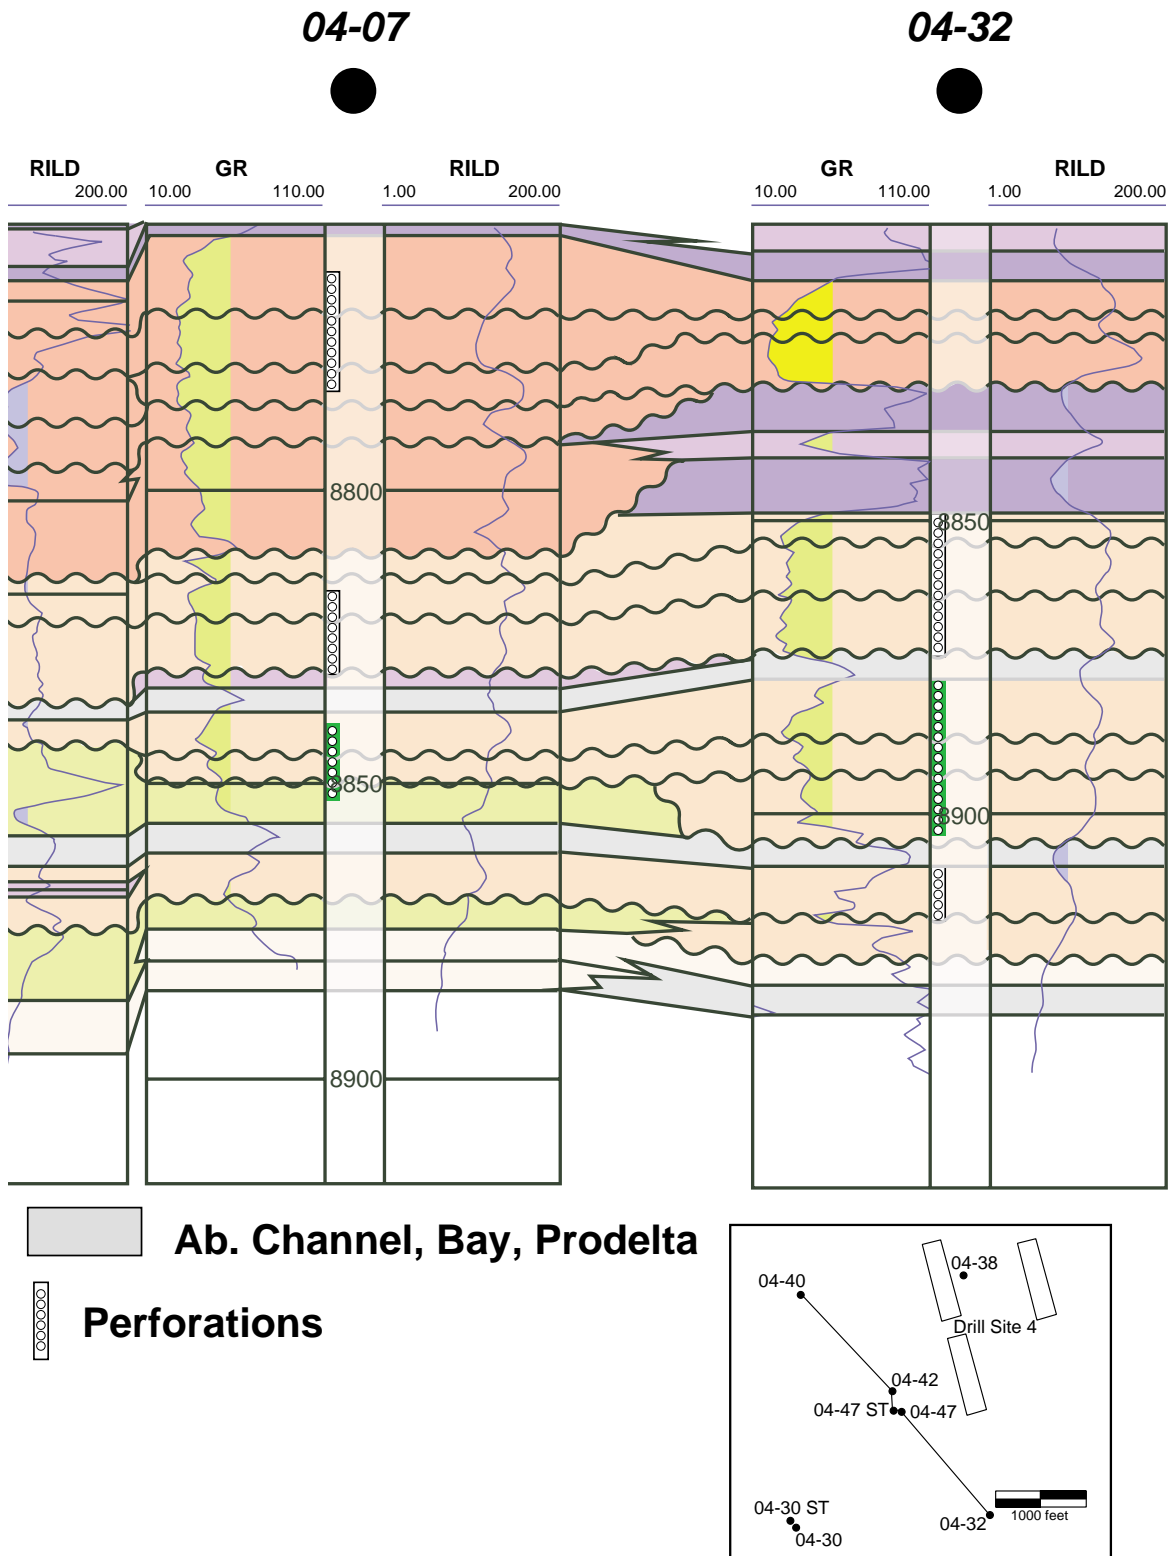 04-07 04-32
RILD GR RILD GR RILD
200.00 10.00 110.00 1.00 200.00 10.00 110.00 1.00 200.00
8800
8850
8850
8900
8900
Ab. Channel, Bay, Prodelta
Perforations
04-38
04-40
Drill Site 4
04-42
04-47 ST 04-47
04-30 ST
04-30
04-32
1000 feet